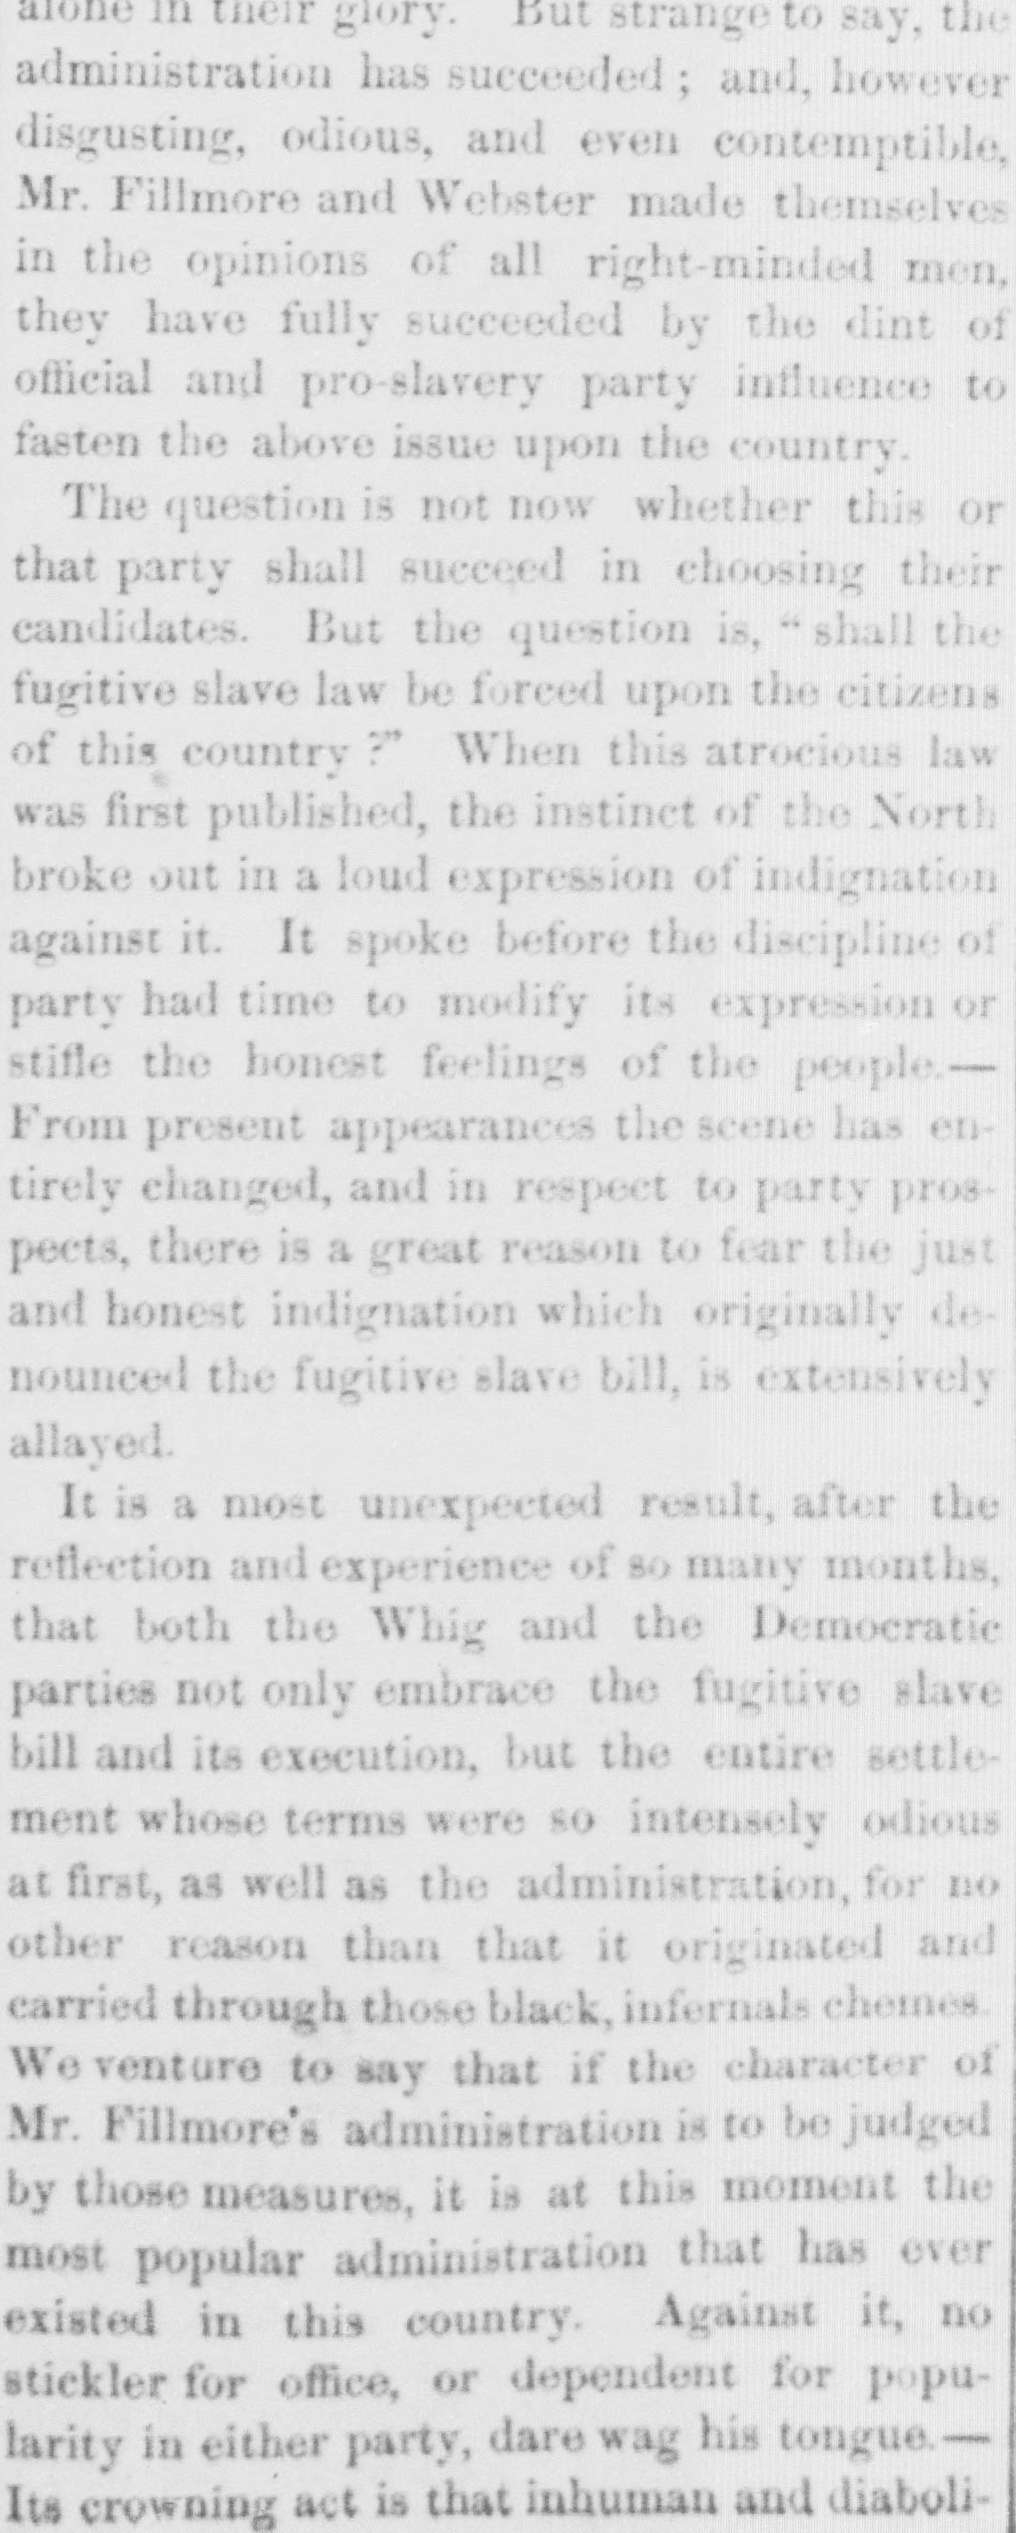 alone in their glory. But strange to say, the
administration has succeeded; and, however
disgusting, odious, and even contemptible,
Mr. Fillmore and Webster made themselves
in the opinions of all right-minded men,
they have fully succeeded by the dint of
official and pro-slavery party influence to
fasten the above issue upon the country.
The question is not now whether this or
that party shall succeed in choosing their
candidates. But the question is, "shall the
fugitive slave law be forced upon the citizens
of this country?" When this atrocious law
was first published, the instinct of the North
broke out in a loud expression of indignation
against it. It spoke before the discipline of
party had time to modify its expression or
stifle the honest feelings of the people.—
From present appearances the scene has en-
tirely changed, and in respect to party pros-
pects, there is a great reason to fear the just
and honest indignation which originally de-
nounced the fugitive slave bill, is extensively
allayed.
It is a most unexpected result, after the
reflection and experience of so many months,
that both the Whig and the Democratic
parties not only embrace the fugitive slave
bill and its execution, but the entire settle-
ment whose terms were so intensely odious
at first, as well as the administration, for no
other reason than that it originated and
carried through those black, infernals chemes.
We venture to say that if the character of
Mr. Fillmore's administration is to be judged
by those measures, it is at this moment the
most popular administration that has ever
existed in this country. Against it, no
stickler for office, or dependent for popu-
larity in either party, dare wag his tongue.—
Its crowning act is that inhuman and diaboli-